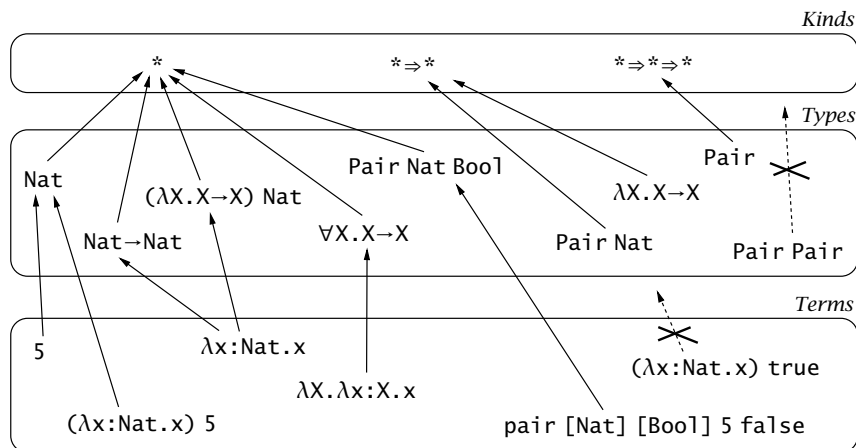 Kinds
* *⇒* *⇒*⇒*
Types
Pair
Pair Nat Bool
Nat
(λX.X→X) Nat
λX.X→X
∀X.X→X
Nat→Nat
Pair Nat
Pair Pair
Terms
λx:Nat.x
5
(λx:Nat.x) true
λX.λx:X.x
(λx:Nat.x) 5
pair [Nat] [Bool] 5 false